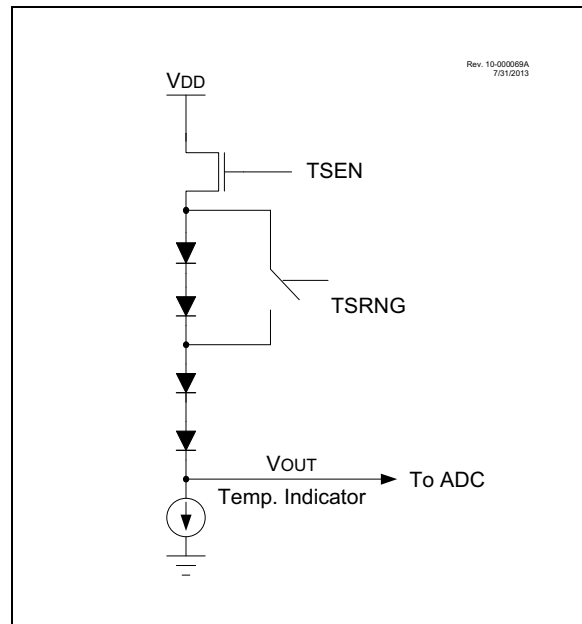 Rev. 10-000069A
7/31/2013
VDD
TSEN
TSRNG
VOUT
To ADC
Temp. Indicator